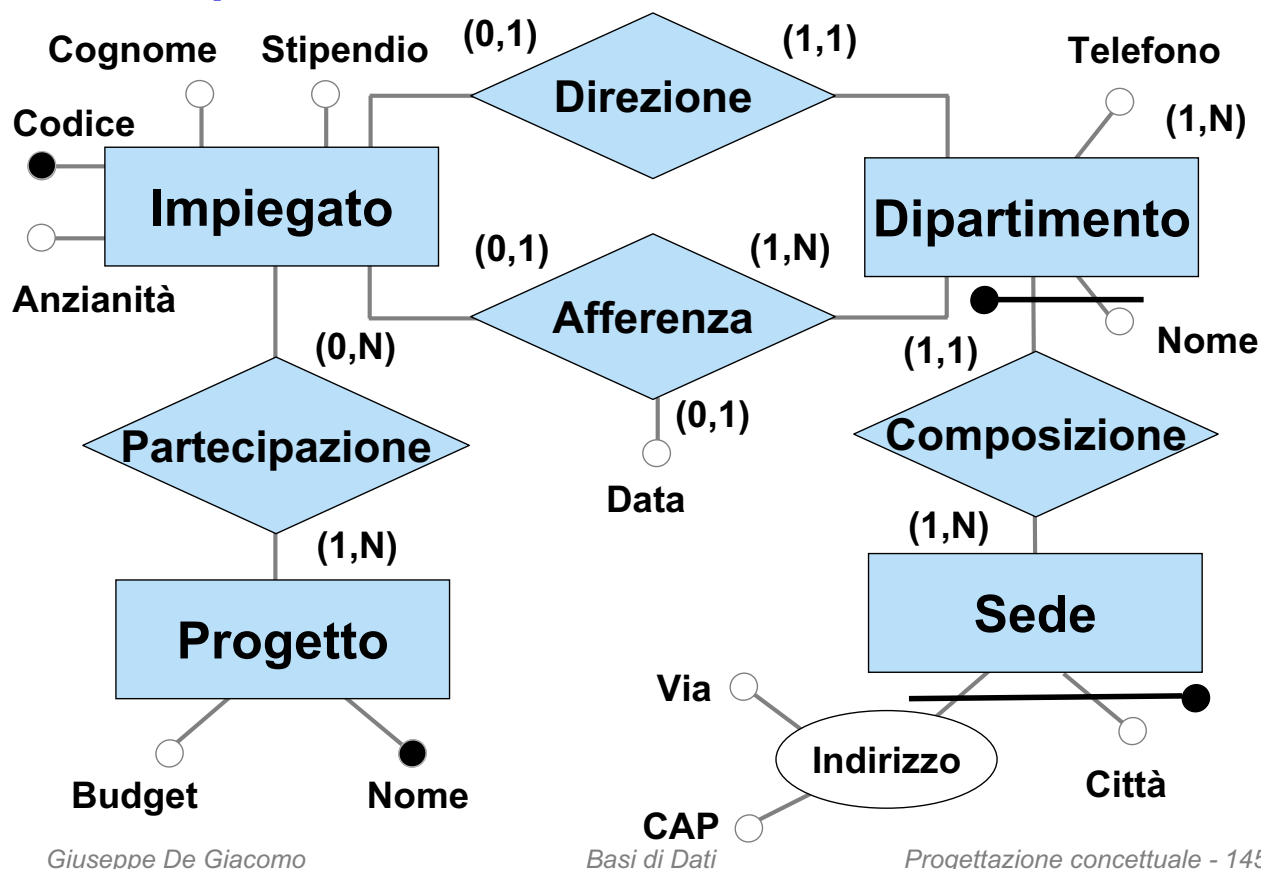 Cognome
Stipendio
(0,1)
(1,1)
Telefono
Codice
Direzione
(1,N)
Impiegato
Dipartimento
(0,1)
(1,N)
Anzianità
Afferenza
(0,N)
(1,1)
Nome
Partecipazione
(0,1)
Composizione
Data
(1,N)
(1,N)
Progetto
Sede
Via
Indirizzo
Città
Budget
Nome
CAP
Giuseppe De Giacomo
Basi di Dati
Progettazione concettuale - 145